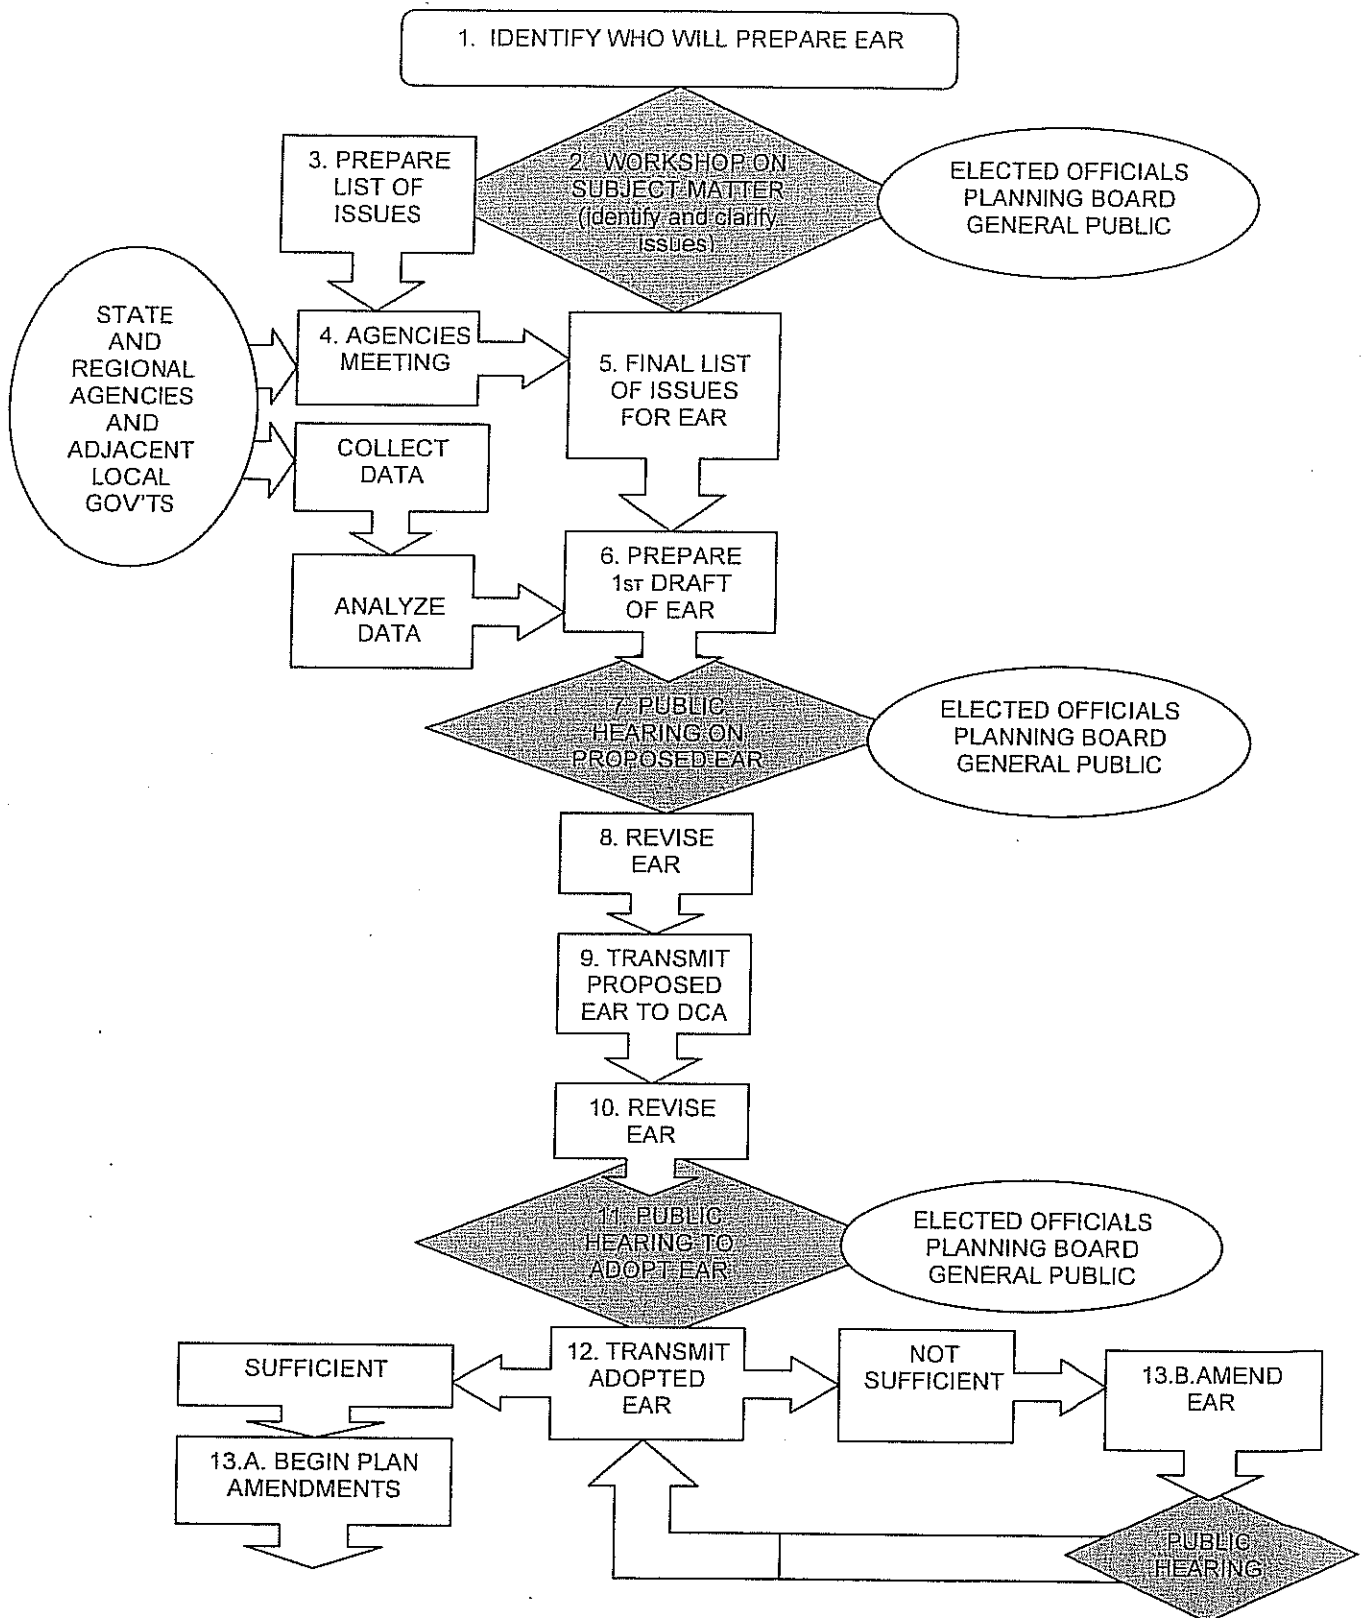 1. IDENTIFY WHO WILL PREPARE EAR
2. WORKSHOP ON
SUBJECT MATTER
(identify and clarify
issues)
ELECTED OFFICIALS
PLANNING BOARD
GENERAL PUBLIC
3. PREPARE
LIST OF
ISSUES
STATE
AND
REGIONAL
AGENCIES
AND
ADJACENT
LOCAL
GOV'TS
4. AGENCIES
MEETING
5. FINAL LIST
OF ISSUES
FOR EAR
COLLECT
DATA
ANALYZE
DATA
6. PREPARE
1ST DRAFT
OF EAR
7. PUBLIC
HEARING ON
PROPOSED EAR
ELECTED OFFICIALS
PLANNING BOARD
GENERAL PUBLIC
8. REVISE
EAR
9. TRANSMIT
PROPOSED
EAR TO DCA
10. REVISE
EAR
11. PUBLIC
HEARING TO
ADOPT EAR
ELECTED OFFICIALS
PLANNING BOARD
GENERAL PUBLIC
12. TRANSMIT
ADOPTED
EAR
SUFFICIENT
13.A. BEGIN PLAN
AMENDMENTS
NOT
SUFFICIENT
13.B.AMEND
EAR
PUBLIC
HEARING